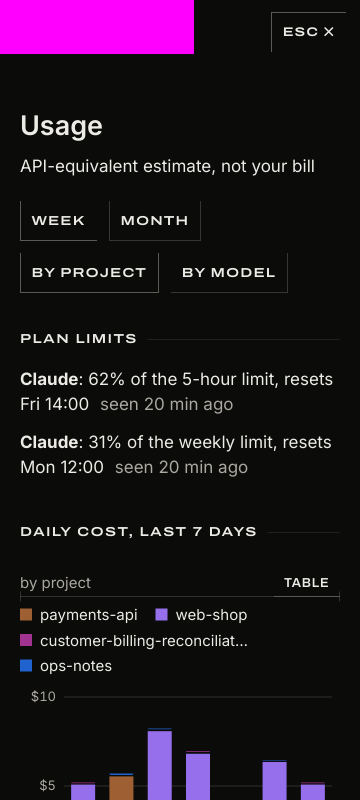 ESC ✕
Usage
API-equivalent estimate, not your bill
WEEK MONTH
BY PROJECT BY MODEL
PLAN LIMITS
Claude: 62% of the 5-hour limit, resets
Fri 14:00 seen 20 min ago
Claude: 31% of the weekly limit, resets
Mon 12:00 seen 20 min ago
DAILY COST, LAST 7 DAYS
by project TABLE
payments-api web-shop
customer-billing-reconciliat...
ops-notes
$10
$5